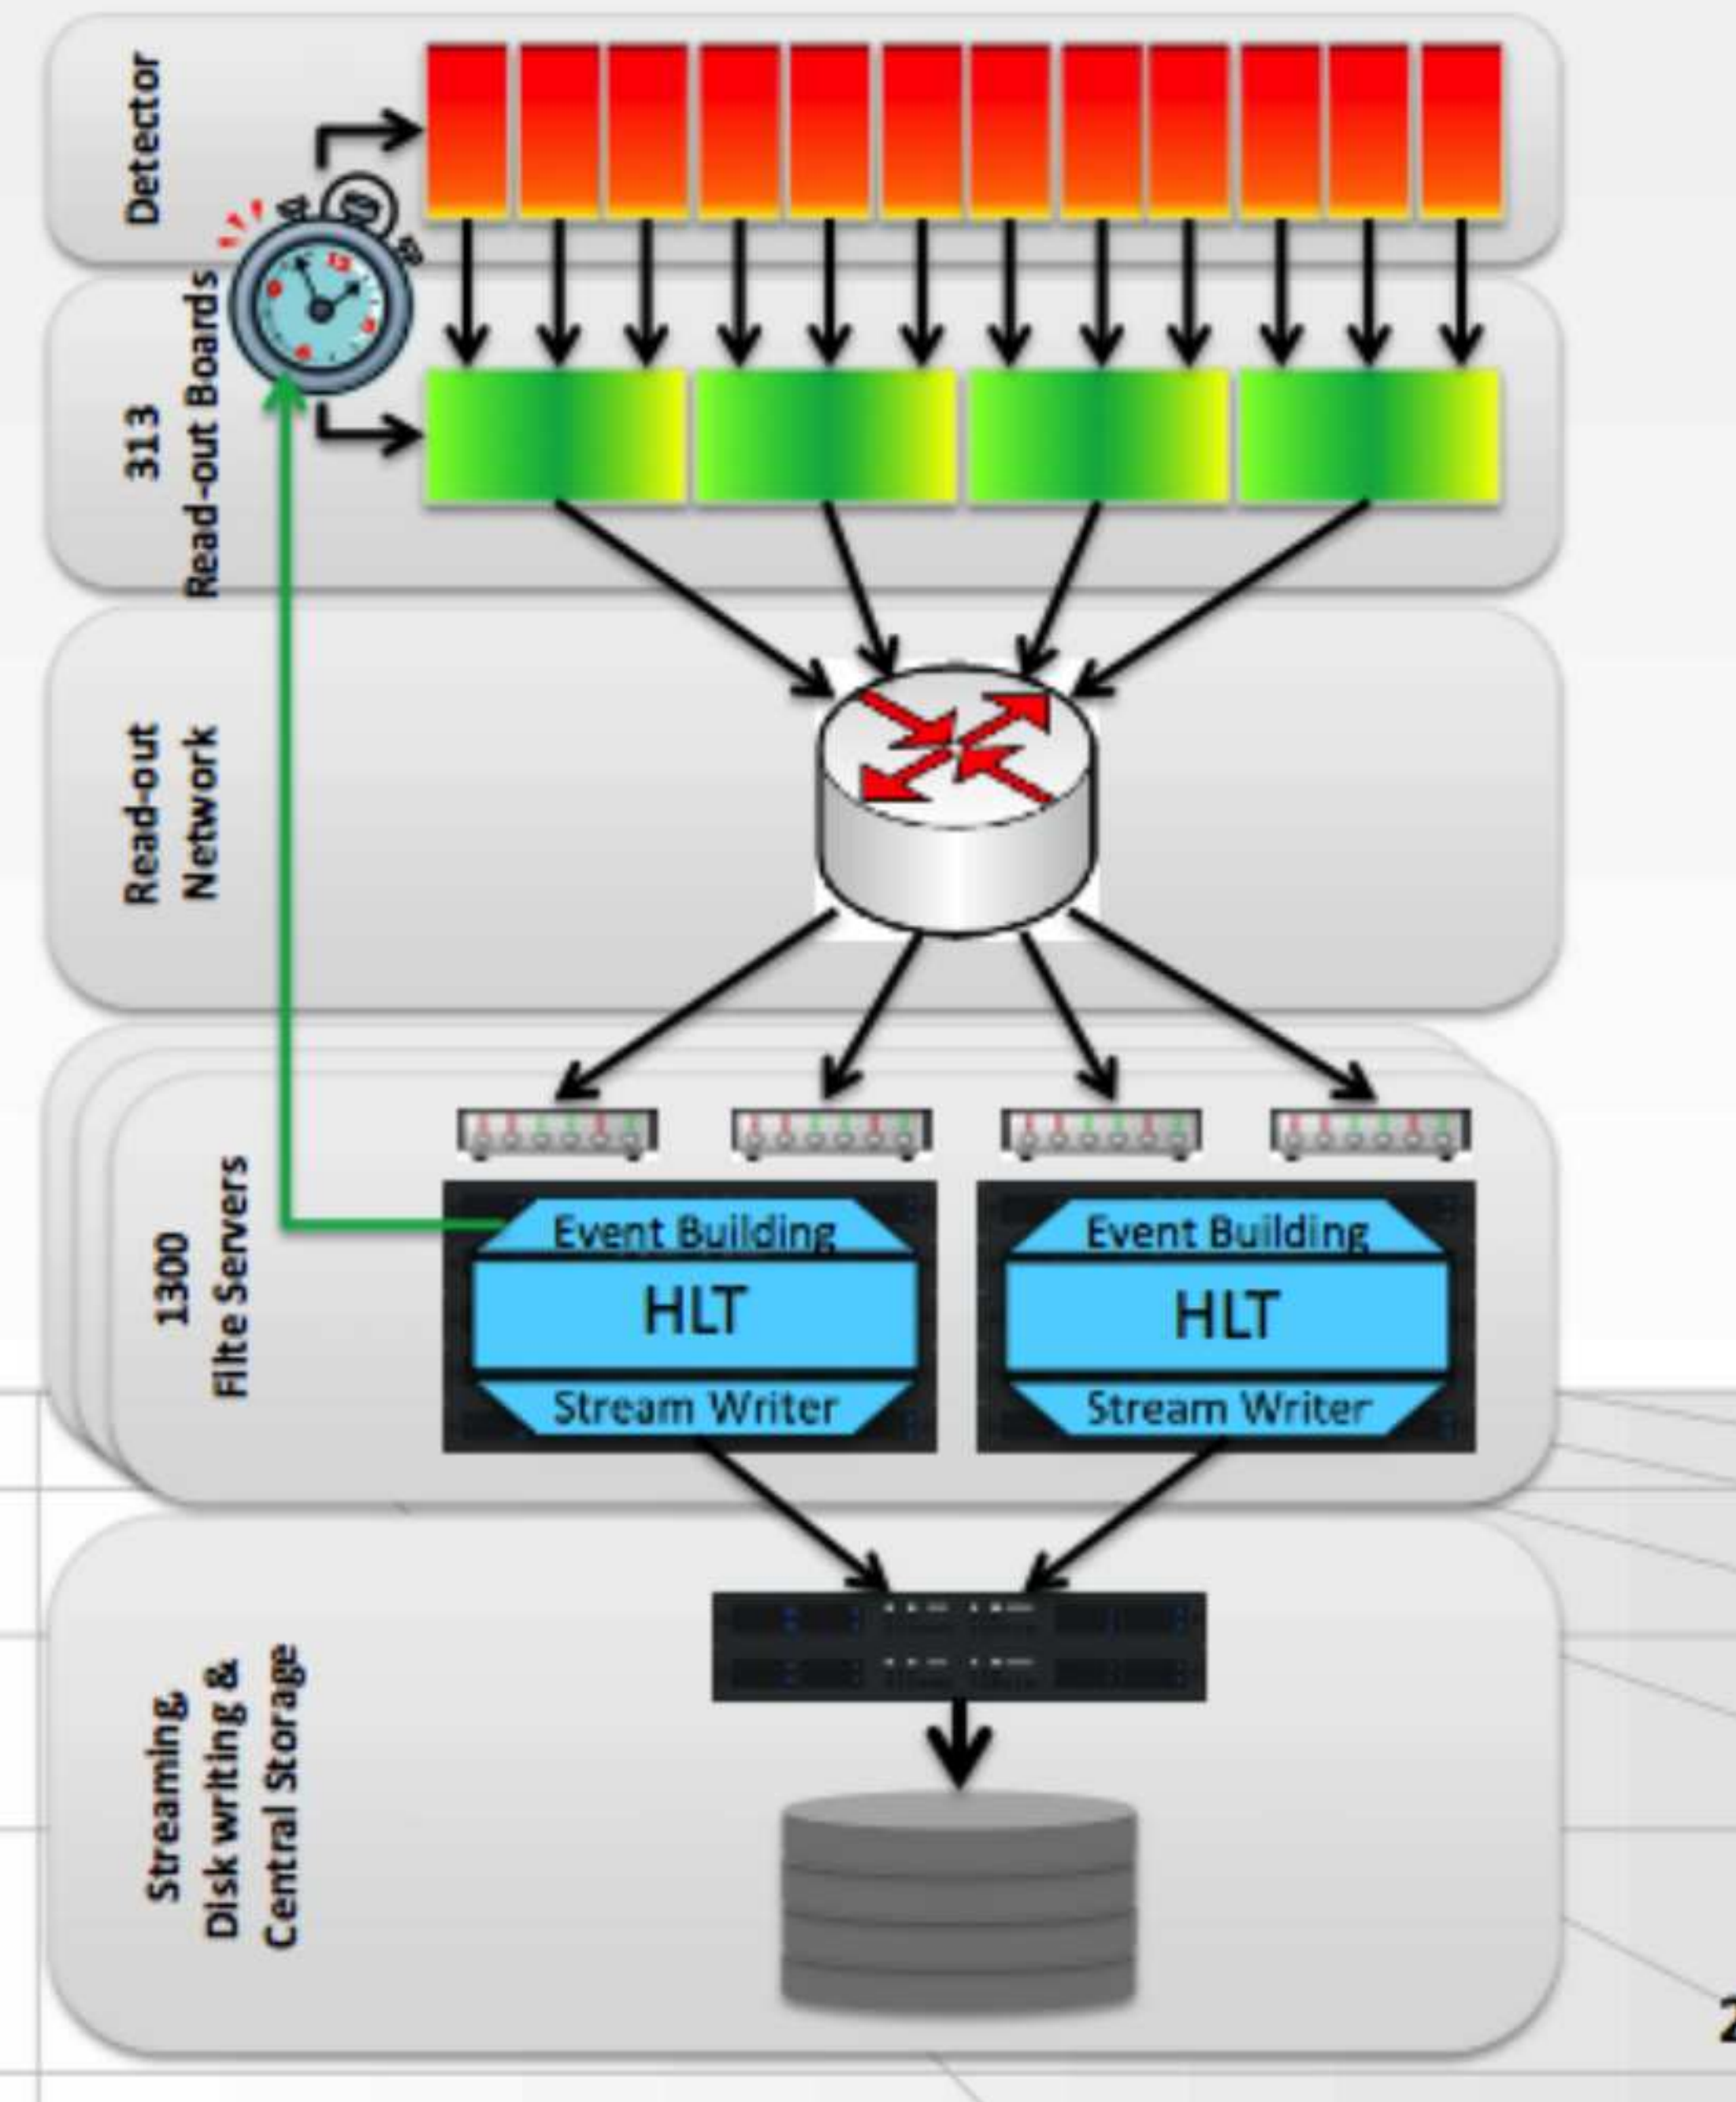 Detector
313
Read-out Boards
Read-out
Network
1300
Filte Servers
Event Building
HLT
Stream Writer
Event Building
HLT
Stream Writer
Streaming,
Disk writing &
Central Storage
2